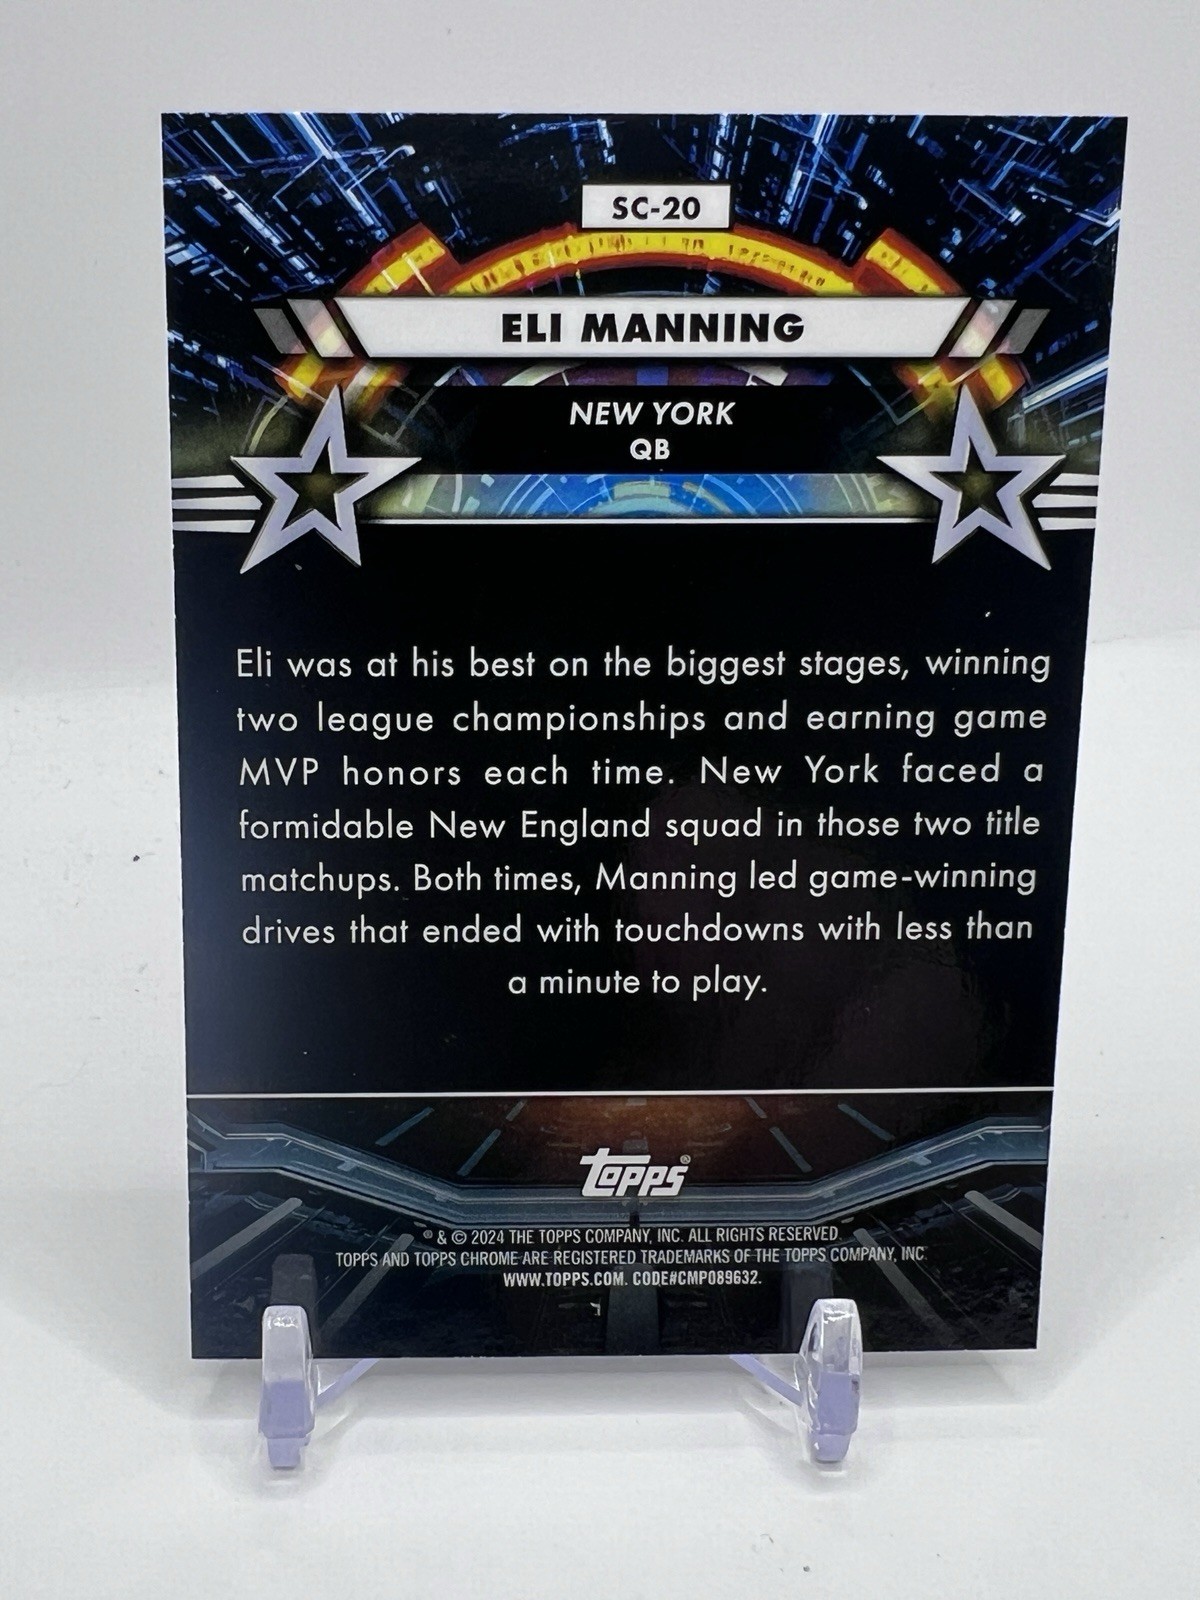 SC-20
ELI MANNING
NEW YORK
QB
Eli was at his best on the biggest stages, winning
two league championships and earning game
MVP honors each time. New York faced a
formidable New England squad in those two title
matchups. Both times, Manning led game-winning
drives that ended with touchdowns with less than
a minute to play.
Topps®
® & © 2024 THE TOPPS COMPANY, INC. ALL RIGHTS RESERVED.
TOPPS AND TOPPS CHROME ARE REGISTERED TRADEMARKS OF THE TOPPS COMPANY, INC.
WWW.TOPPS.COM. CODE#CMP089632.